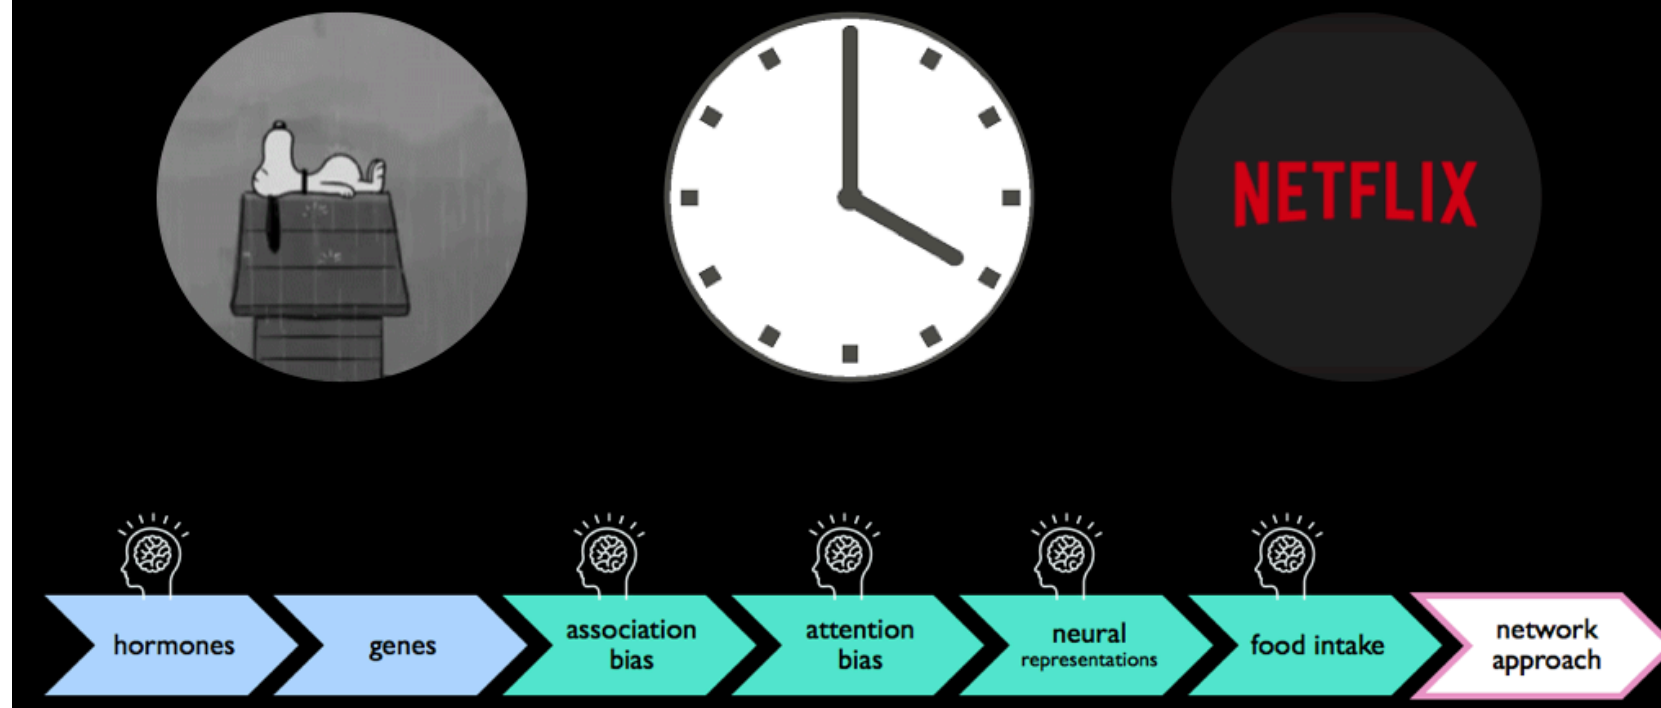 NETFLIX
hormones
genes
association
bias
attention
bias
neural
representations
food intake
network
approach